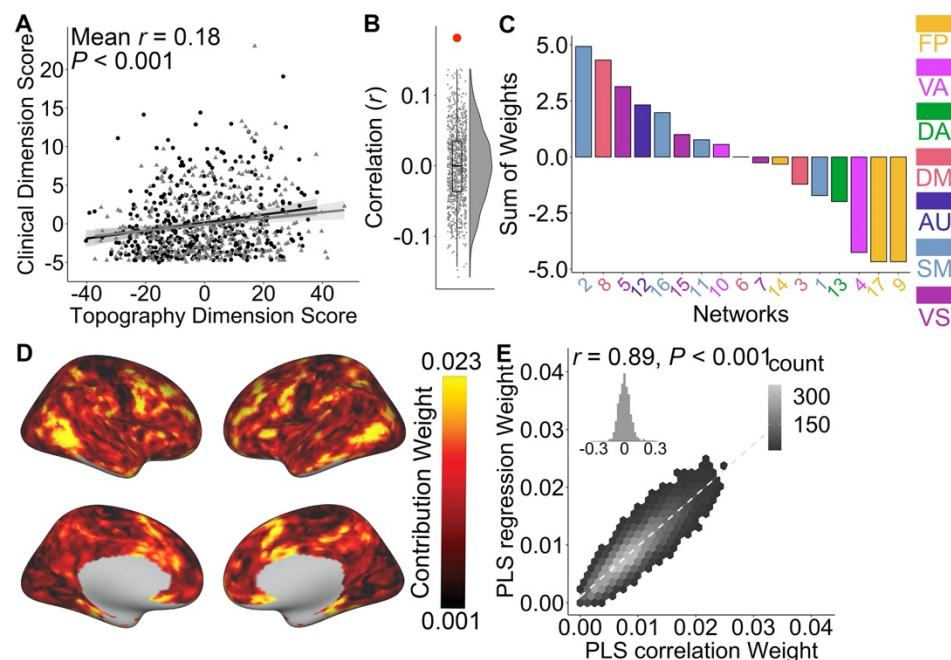 A
Mean r = 0.18
P < 0.001
Clinical Dimension Score
20
15
10
5
0
-5
-40 -20 0 20 40
Topography Dimension Score
B
Correlation (r)
0.1
0.0
-0.1
C
Sum of Weights
5.0
2.5
0.0
-2.5
-5.0
2 8 5 12 16 15 11 10 6 7 14 3 1 13 4 17 9
Networks
FP
VA
DA
DM
AU
SM
VS
D
0.023
Contribution Weight
0.001
E
r = 0.89, P < 0.001
count
300
150
-0.3 0 0.3
PLS regression Weight
0.04
0.03
0.02
0.01
0.00
0.00 0.01 0.02 0.03 0.04
PLS correlation Weight